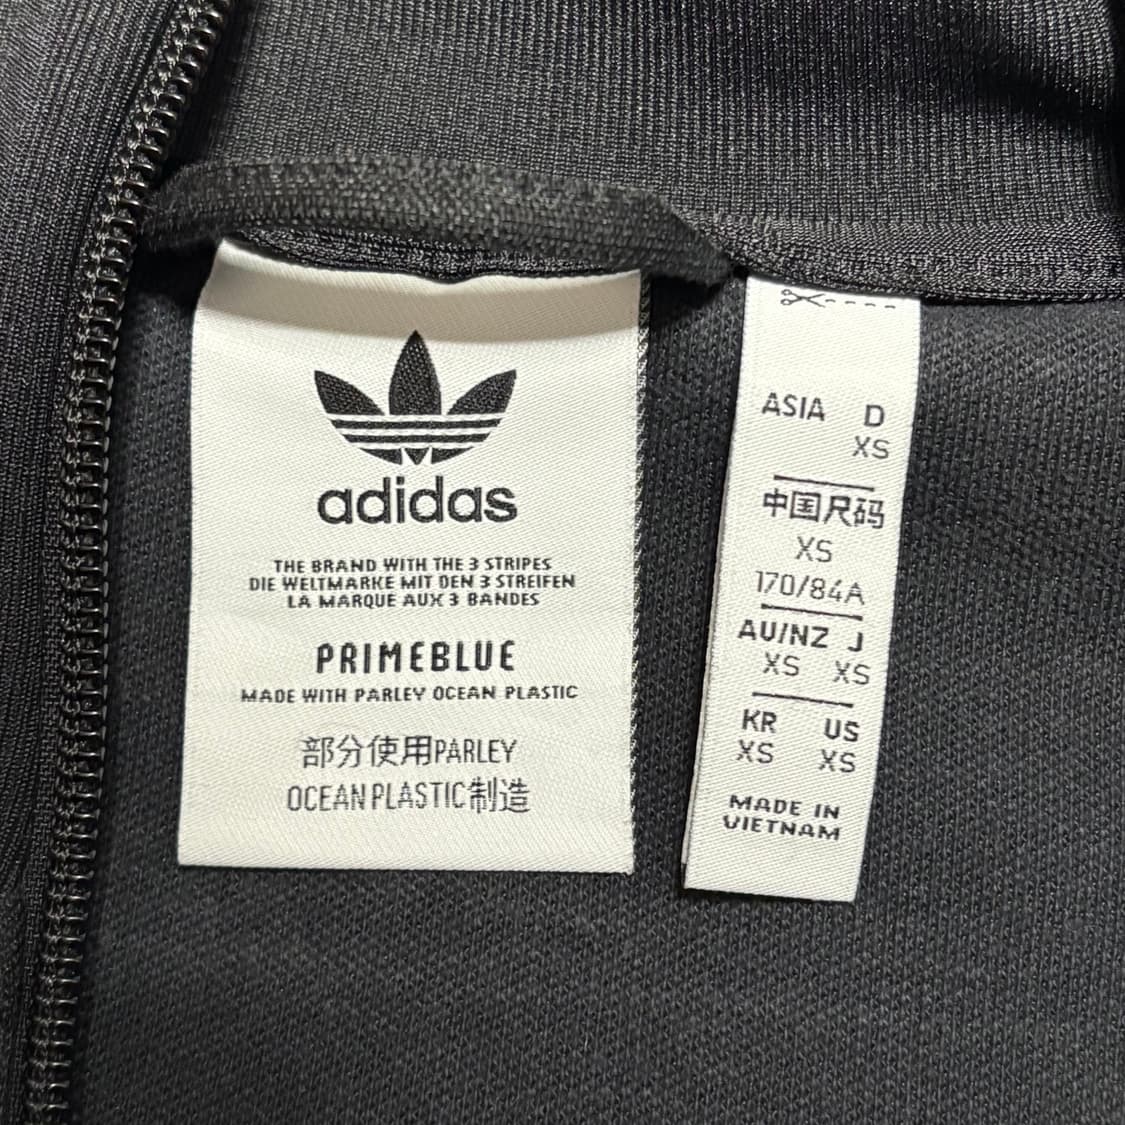 adidas
THE BRAND WITH THE 3 STRIPES
DIE WELTMARKE MIT DEN 3 STREIFEN
LA MARQUE AUX 3 BANDES
PRIMEBLUE
MADE WITH PARLEY OCEAN PLASTIC
部分使用PARLEY
OCEAN PLASTIC制造
ASIA D
XS
中国尺码
XS
170/84A
AU/NZ J
XS XS
KR US
XS XS
MADE IN
VIETNAM